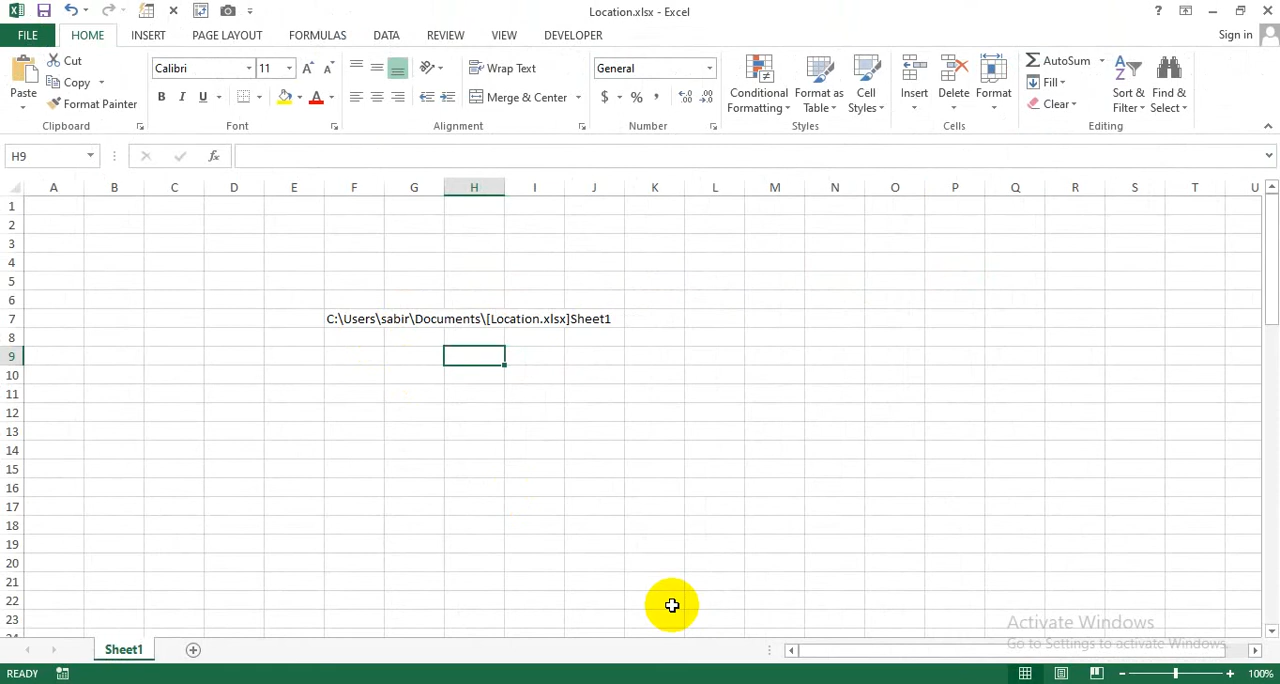 Location.xlsx - Excel
? 
Sign in
FILE HOME INSERT PAGE LAYOUT FORMULAS DATA REVIEW VIEW DEVELOPER
Paste
Cut
Copy
Format Painter
Clipboard
Calibri 11
B I U A
Font
Wrap Text
Merge & Center
Alignment
General
$ % ,
Number
Conditional Formatting
Format as Table
Cell Styles
Styles
Insert
Delete
Format
Cells
AutoSum
Fill
Clear
Sort & Filter
Find & Select
Editing
H9
fx
A B C D E F G H I J K L M N O P Q R S T U
1
2
3
4
5
6
7 C:\Users\sabir\Documents\[Location.xlsx]Sheet1
8
9
10
11
12
13
14
15
16
17
18
19
20
21
22
23
Activate Windows
Go to Settings to activate Windows.
Sheet1
READY
100%